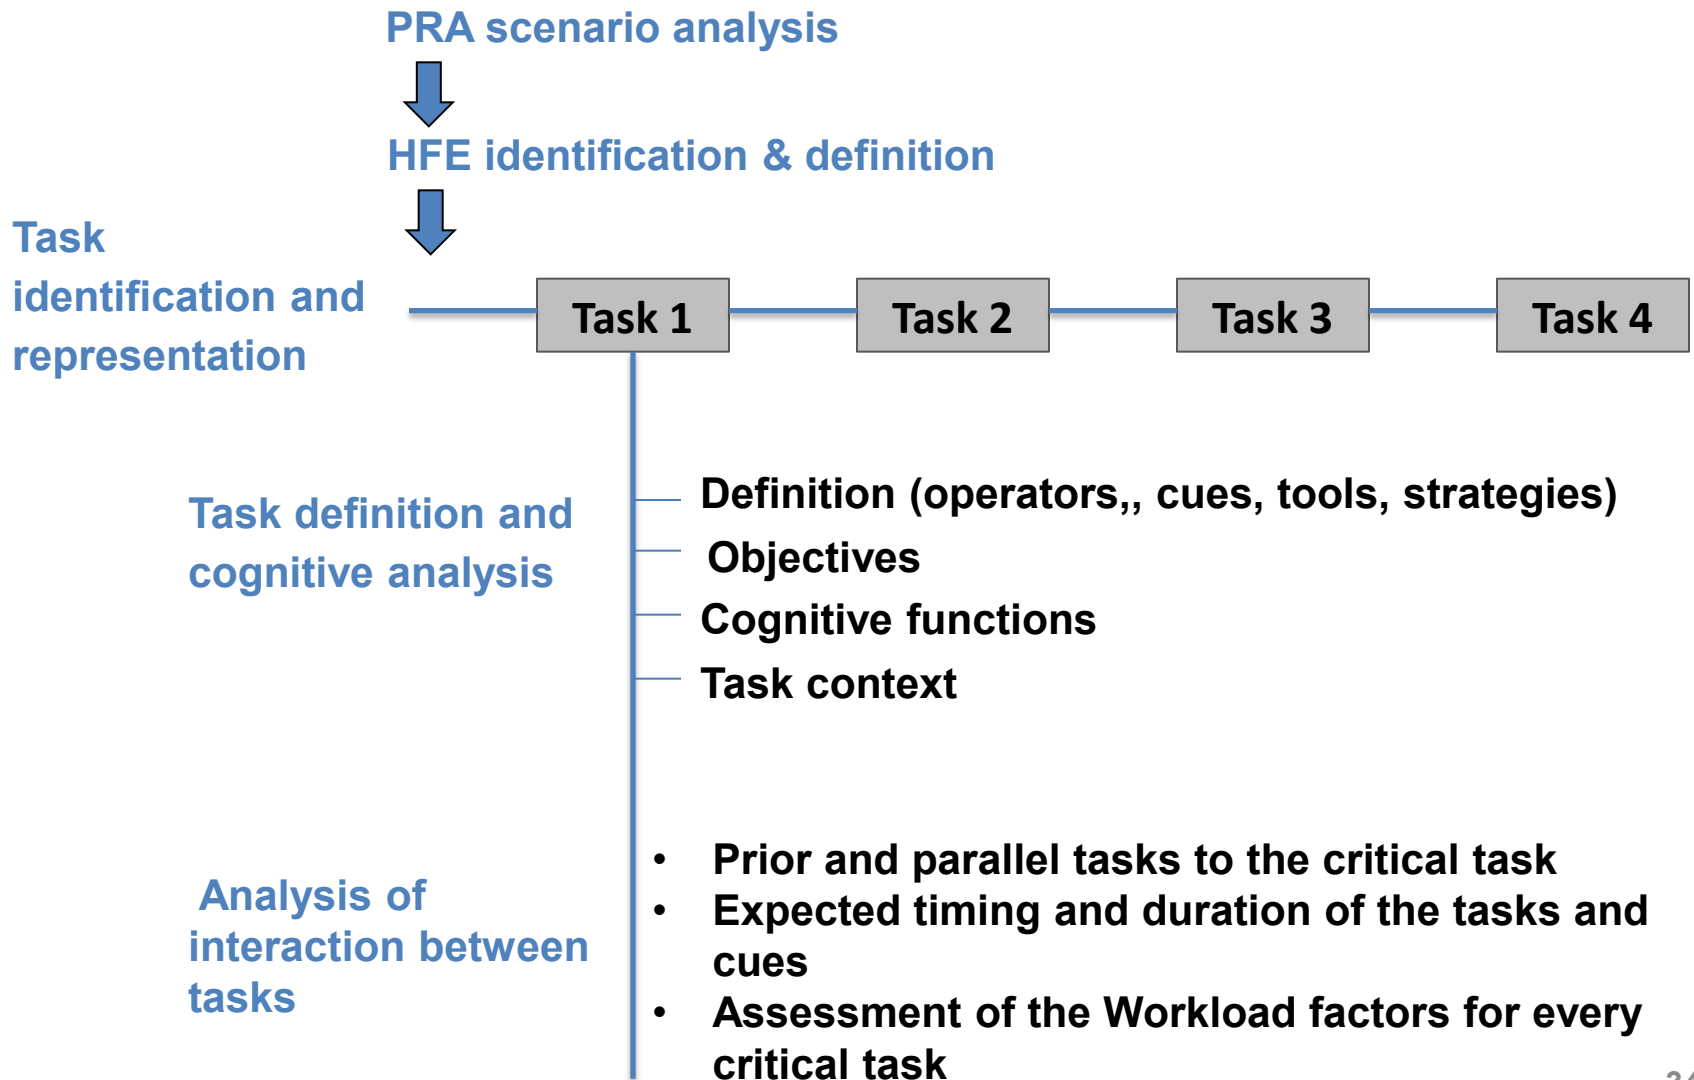 PRA scenario analysis
HFE identification & definition
Task
identification and
representation
Task 1
Task 2
Task 3
Task 4
Task definition and
cognitive analysis
Definition (operators,, cues, tools, strategies)
Objectives
Cognitive functions
Task context
Analysis of
interaction between
tasks
• Prior and parallel tasks to the critical task
• Expected timing and duration of the tasks and
cues
• Assessment of the Workload factors for every
critical task